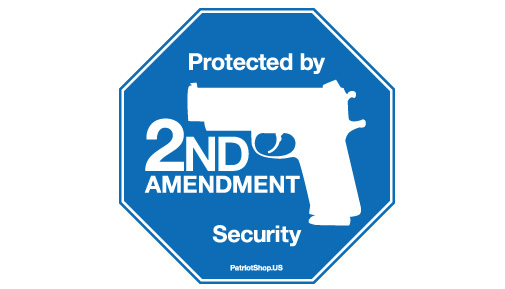 Protected by
2ND
AMENDMENT
Security
PatriotShop.US